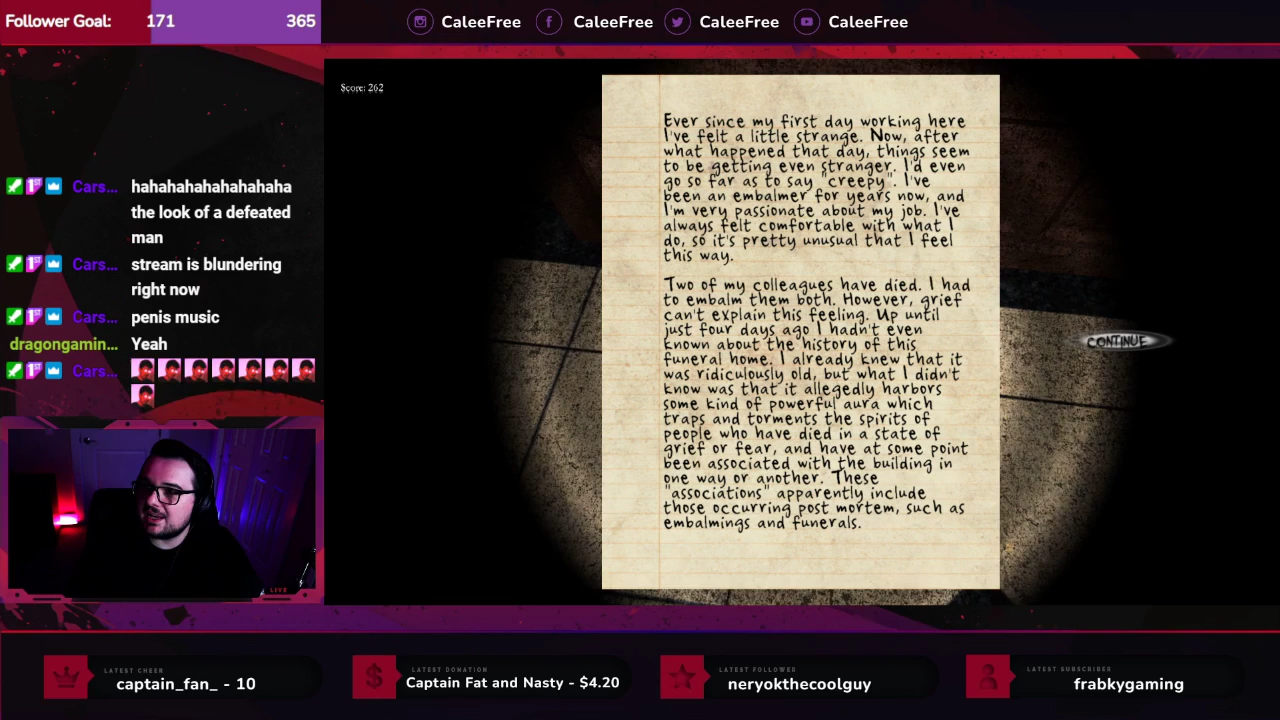 Follower Goal: 171 365
CaleeFree CaleeFree CaleeFree CaleeFree
Score: 262
Cars... hahahahahahahahaha
the look of a defeated
man
Cars... stream is blundering
right now
Cars... penis music
dragongamin... Yeah
Cars...
Ever since my first day working here
I've felt a little strange. Now, after
what happened that day, things seem
to be getting even stranger. I'd even
go so far as to say "creepy". I've
been an embalmer for years now, and
I'm very passionate about my job. I've
always felt comfortable with what I
do, so it's pretty unusual that I feel
this way.
Two of my colleagues have died. I had
to embalm them both. However, grief
can't explain this feeling. Up until
just four days ago I hadn't even
known about the history of this
funeral home. I already knew that it
was ridiculously old, but what I didn't
know was that it allegedly harbors
some kind of powerful aura which
traps and torments the spirits of
people who have died in a state of
grief or fear, and have at some point
been associated with the building in
one way or another. These
"associations" apparently include
those occurring post mortem, such as
embalmings and funerals.
CONTINUE
LIVE
LATEST CHEER
captain_fan_ - 10
LATEST DONATION
Captain Fat and Nasty - $4.20
LATEST FOLLOWER
neryokthecoolguy
LATEST SUBSCRIBER
frabkygaming